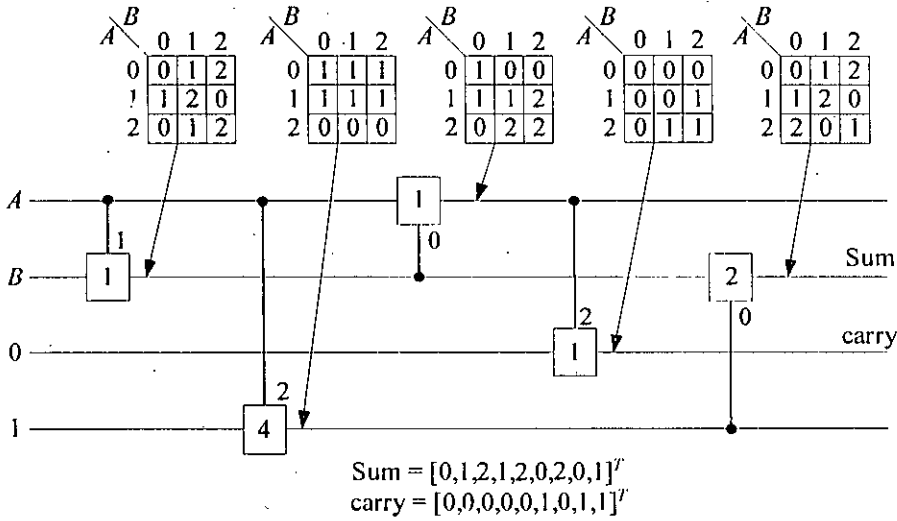 B B B B B
A 0 1 2 A 0 1 2 A 0 1 2 A 0 1 2 A 0 1 2
0 0 1 2 0 1 1 1 0 1 0 0 0 0 0 0 0 0 1 2
1 1 2 0 1 1 1 1 1 1 1 2 1 0 0 1 1 1 2 0
2 0 1 2 2 0 0 0 2 0 2 2 2 0 1 1 2 2 0 1
A 1
1 0
B 1 2 Sum
2 0
0 1 carry
2
1 4
Sum = [0,1,2,1,2,0,2,0,1]ᵀ
carry = [0,0,0,0,0,1,0,1,1]ᵀ